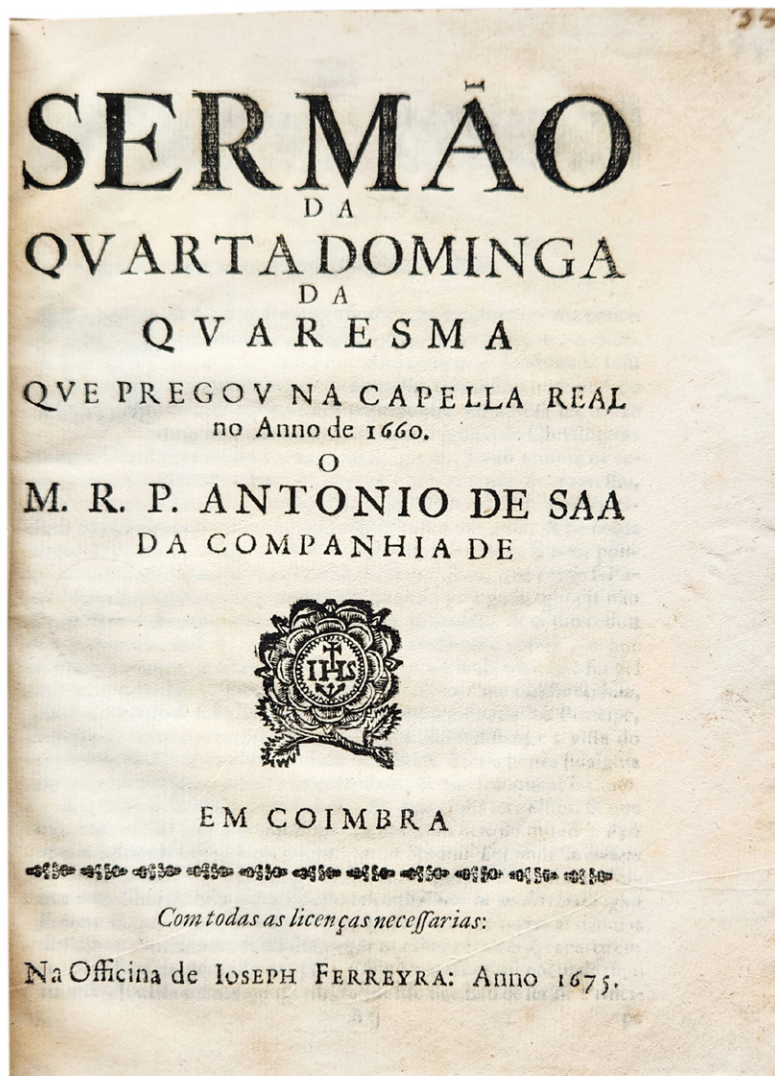 35
SERMÃO
DA
QVARTA DOMINGA
DA
QVARESMA
QVE PREGOV NA CAPELLA REAL
no Anno de 1660.
O
M. R. P. ANTONIO DE SAA
DA COMPANHIA DE
IHS
EM COIMBRA
Com todas as licenças neceſſarias:
Na Officina de IOSEPH FERREYRA: Anno 1675.